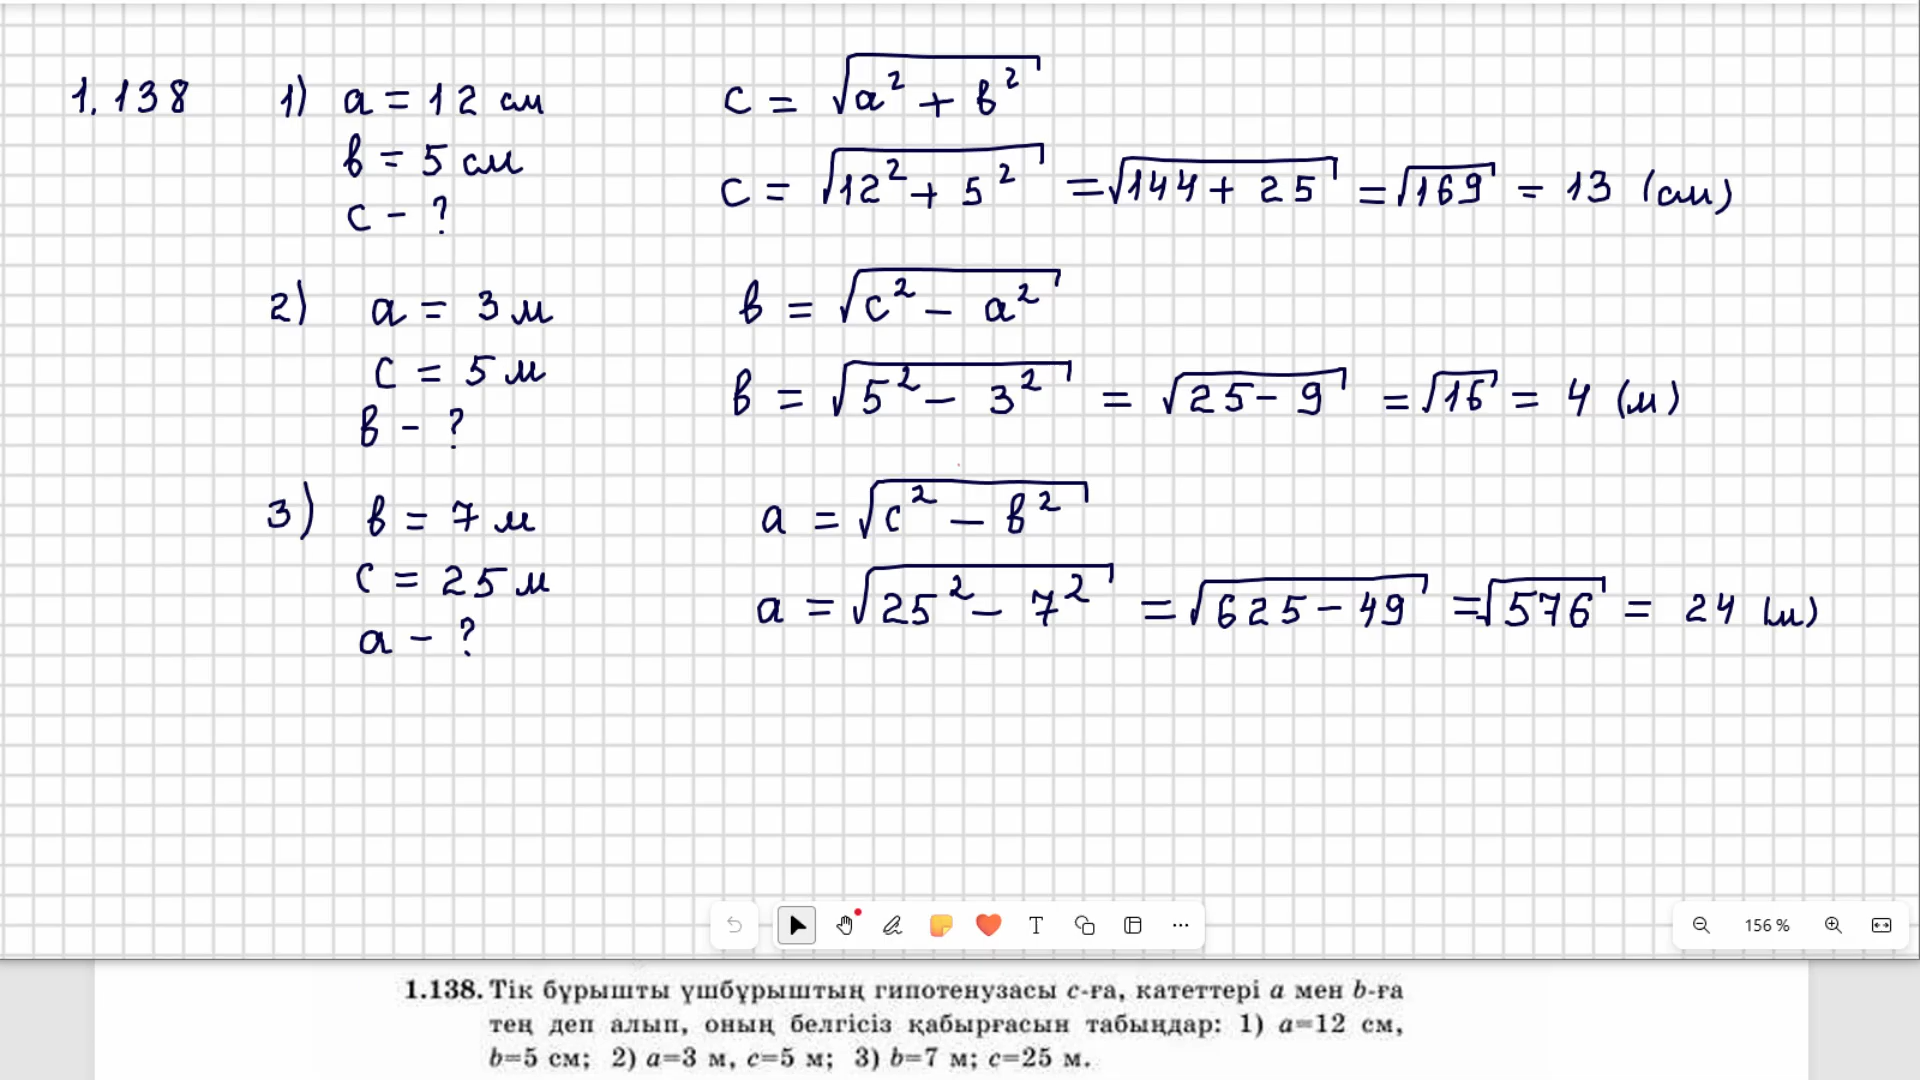 1.138 1) a = 12 см c = √a² + b²
b = 5 см c = √12² + 5² = √144 + 25 = √169 = 13 (см)
c - ?
2) a = 3 м b = √c² - a²
c = 5 м b = √5² - 3² = √25 - 9 = √16 = 4 (м)
b - ?
3) b = 7 м a = √c² - b²
c = 25 м a = √25² - 7² = √625 - 49 = √576 = 24 (м)
a - ?
T ... 156 %
1.138. Тік бұрышты үшбұрыштың гипотенузасы c-ға, катеттері a мен b-ға
тең деп алып, оның белгісіз қабырғасын табыңдар: 1) a=12 см,
b=5 см; 2) a=3 м, c=5 м; 3) b=7 м; c=25 м.